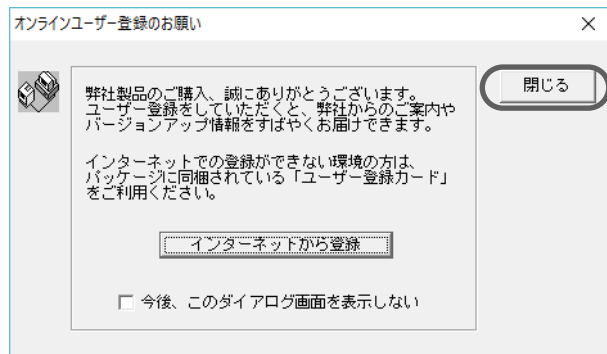 オンラインユーザー登録のお願い
閉じる
弊社製品のご購入、誠にありがとうございます。
ユーザー登録をしていただくと、弊社からのご案内や
バージョンアップ情報をすばやくお届けできます。
インターネットでの登録ができない環境の方は、
パッケージに同梱されている「ユーザー登録カード」
をご利用ください。
インターネットから登録
今後、このダイアログ画面を表示しない